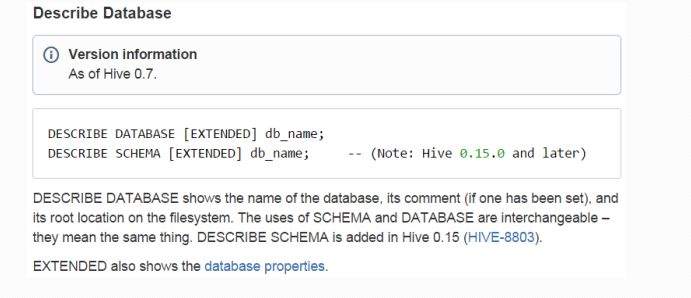 Describe Database
Version information
As of Hive 0.7.
DESCRIBE DATABASE [EXTENDED] db_name;
DESCRIBE SCHEMA [EXTENDED] db_name;     -- (Note: Hive 0.15.0 and later)
DESCRIBE DATABASE shows the name of the database, its comment (if one has been set), and
its root location on the filesystem. The uses of SCHEMA and DATABASE are interchangeable –
they mean the same thing. DESCRIBE SCHEMA is added in Hive 0.15 (HIVE-8803).
EXTENDED also shows the database properties.